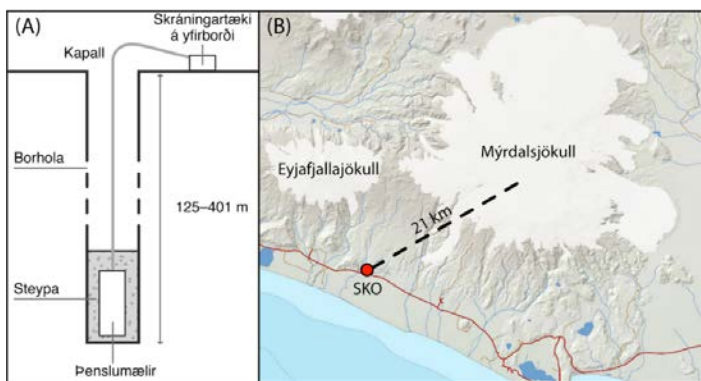 (A)
Skráningartæki
á yfirborði
Kapall
Borhola
125–401 m
Steypa
Þenslumælir
(B)
Mýrdalsjökull
Eyjafjallajökull
21 km
SKO